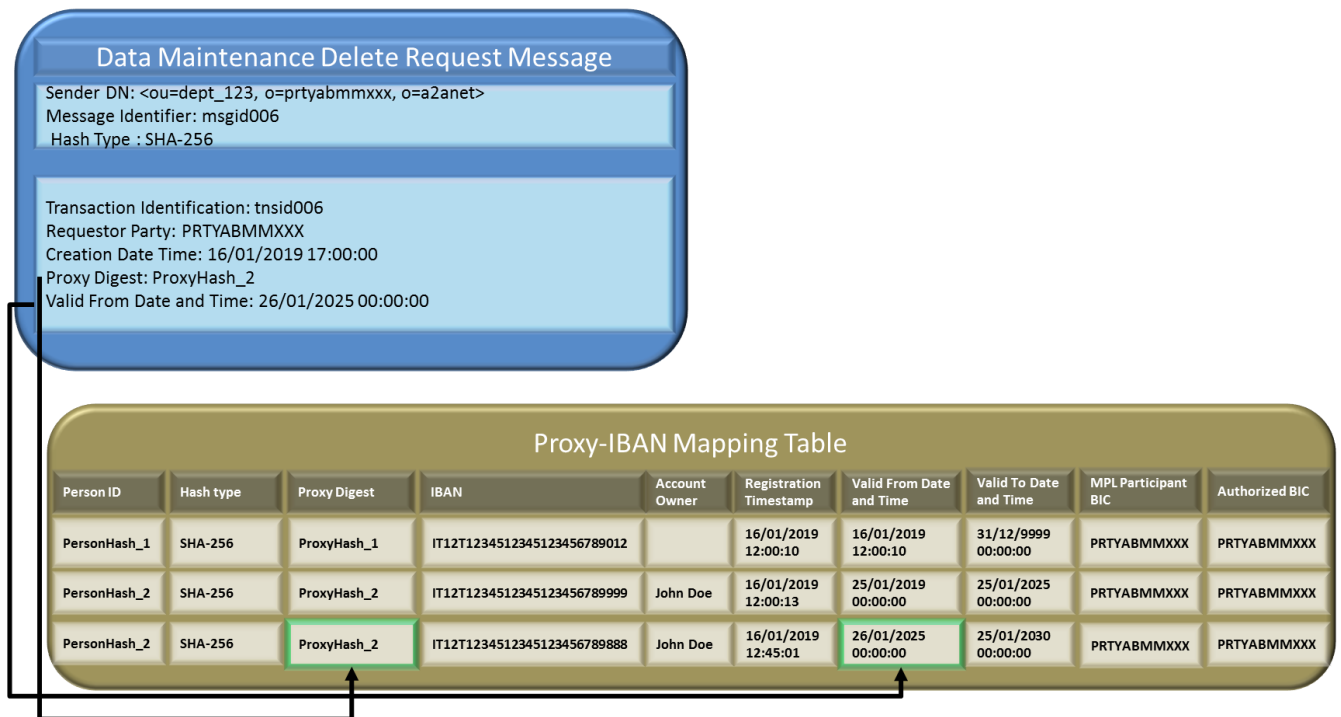 Data Maintenance Delete Request Message
Sender DN: <ou=dept_123, o=prtyabmmxxx, o=a2anet>
Message Identifier: msgid006
Hash Type : SHA-256
Transaction Identification: tnsid006
Requestor Party: PRTYABMMXXX
Creation Date Time: 16/01/2019 17:00:00
Proxy Digest: ProxyHash_2
Valid From Date and Time: 26/01/2025 00:00:00
Proxy-IBAN Mapping Table
Person ID Hash type Proxy Digest IBAN Account Owner Registration Timestamp Valid From Date and Time Valid To Date and Time MPL Participant BIC Authorized BIC
PersonHash_1 SHA-256 ProxyHash_1 IT12T1234512345123456789012 16/01/2019 12:00:10 16/01/2019 12:00:10 31/12/9999 00:00:00 PRTYABMMXXX PRTYABMMXXX
PersonHash_2 SHA-256 ProxyHash_2 IT12T1234512345123456789999 John Doe 16/01/2019 12:00:13 25/01/2019 00:00:00 25/01/2025 00:00:00 PRTYABMMXXX PRTYABMMXXX
PersonHash_2 SHA-256 ProxyHash_2 IT12T1234512345123456789888 John Doe 16/01/2019 12:45:01 26/01/2025 00:00:00 25/01/2030 00:00:00 PRTYABMMXXX PRTYABMMXXX